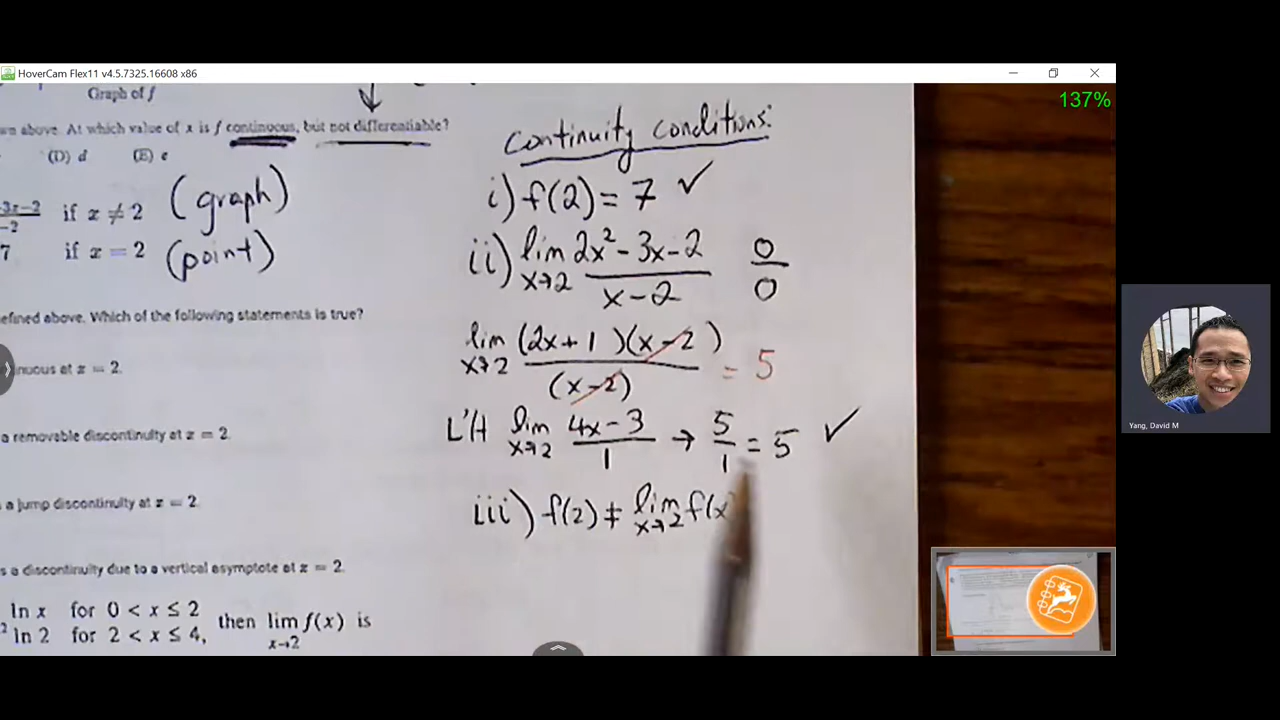 HoverCam Flex11 v4.5.7325.16608 x86
137%
Graph of f
above. At which value of x is f continuous, but not differentiable?
(D) d (E) e
-3x-2 if x ≠ 2 (graph)
-2
7 if x = 2 (point)
efined above. Which of the following statements is true?
nuous at x = 2.
a removable discontinuity at x = 2.
a jump discontinuity at x = 2.
s a discontinuity due to a vertical asymptote at x = 2.
ln x for 0 < x ≤ 2
2 ln 2 for 2 < x ≤ 4, then lim f(x) is
x→2
continuity conditions:
i) f(2) = 7 ✓
ii) lim 2x² - 3x - 2 0
x→2 x - 2 0
lim (2x + 1)(x - 2)
x→2 (x - 2) = 5
L'H lim 4x - 3 → 5 = 5 ✓
x→2 1 1
iii) f(2) ≠ lim f(x
x→2
Yang, David M